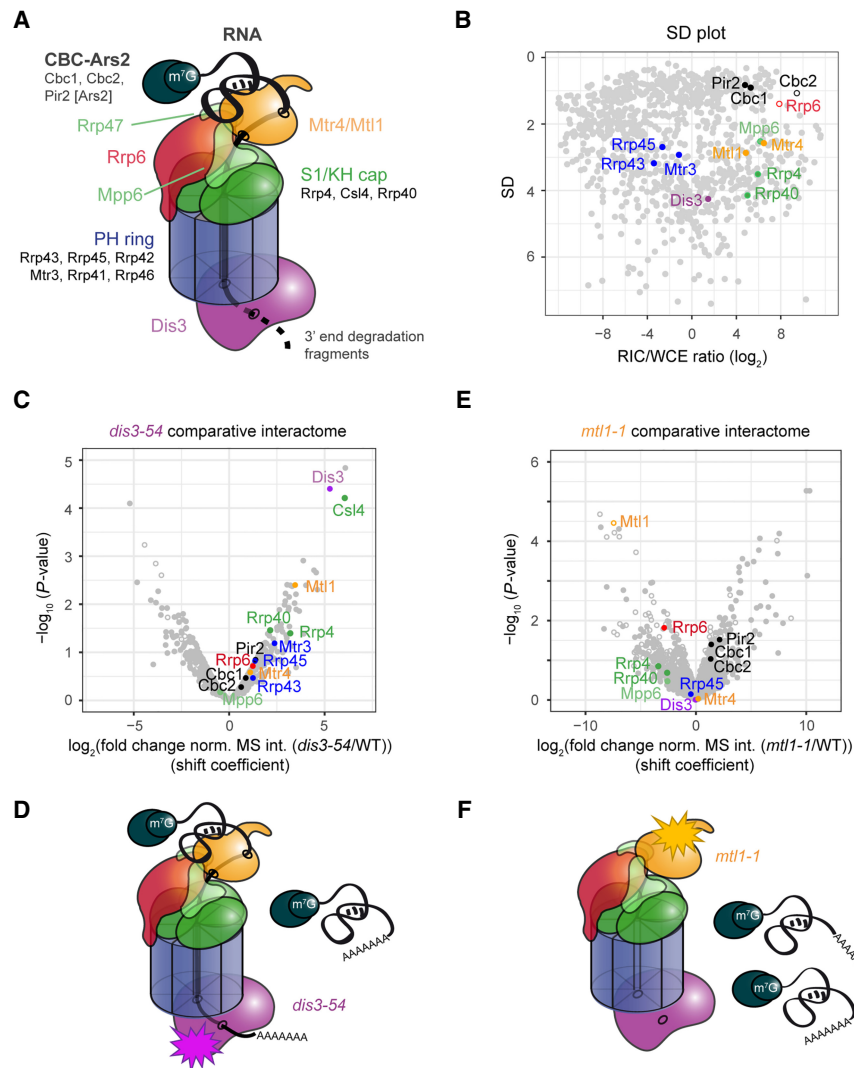 A
RNA
CBC-Ars2
Cbc1, Cbc2,
Pir2 [Ars2]
m7G
Rrp47
Mtr4/Mtl1
Rrp6
Mpp6
S1/KH cap
Rrp4, Csl4, Rrp40
PH ring
Rrp43, Rrp45, Rrp42
Mtr3, Rrp41, Rrp46
Dis3
3' end degradation
fragments
B
SD plot
0
2
4
6
SD
Pir2
Cbc1
Cbc2
Rrp6
Mpp6
Mtl1
Mtr4
Rrp45
Rrp43
Mtr3
Rrp4
Rrp40
Dis3
−8
−4
0
4
8
RIC/WCE ratio (log2)
C
dis3-54 comparative interactome
5
4
3
2
1
0
−log10 (P-value)
Dis3
Csl4
Mtl1
Rrp40
Rrp4
Pir2
Mtr3
Rrp6
Rrp45
Cbc1
Mtr4
Cbc2
Rrp43
Mpp6
−5
0
5
log2(fold change norm. MS int. (dis3-54/WT))
(shift coefficient)
E
mtl1-1 comparative interactome
6
4
2
0
−log10 (P-value)
Mtl1
Rrp6
Pir2
Cbc1
Cbc2
Rrp4
Rrp40
Mpp6
Rrp45
Dis3
Mtr4
−10
0
10
log2(fold change norm. MS int. (mtl1-1/WT))
(shift coefficient)
D
m7G
m7G
AAAAAAA
dis3-54
AAAAAAA
F
mtl1-1
m7G
AAAA
m7G
AAAAAAA